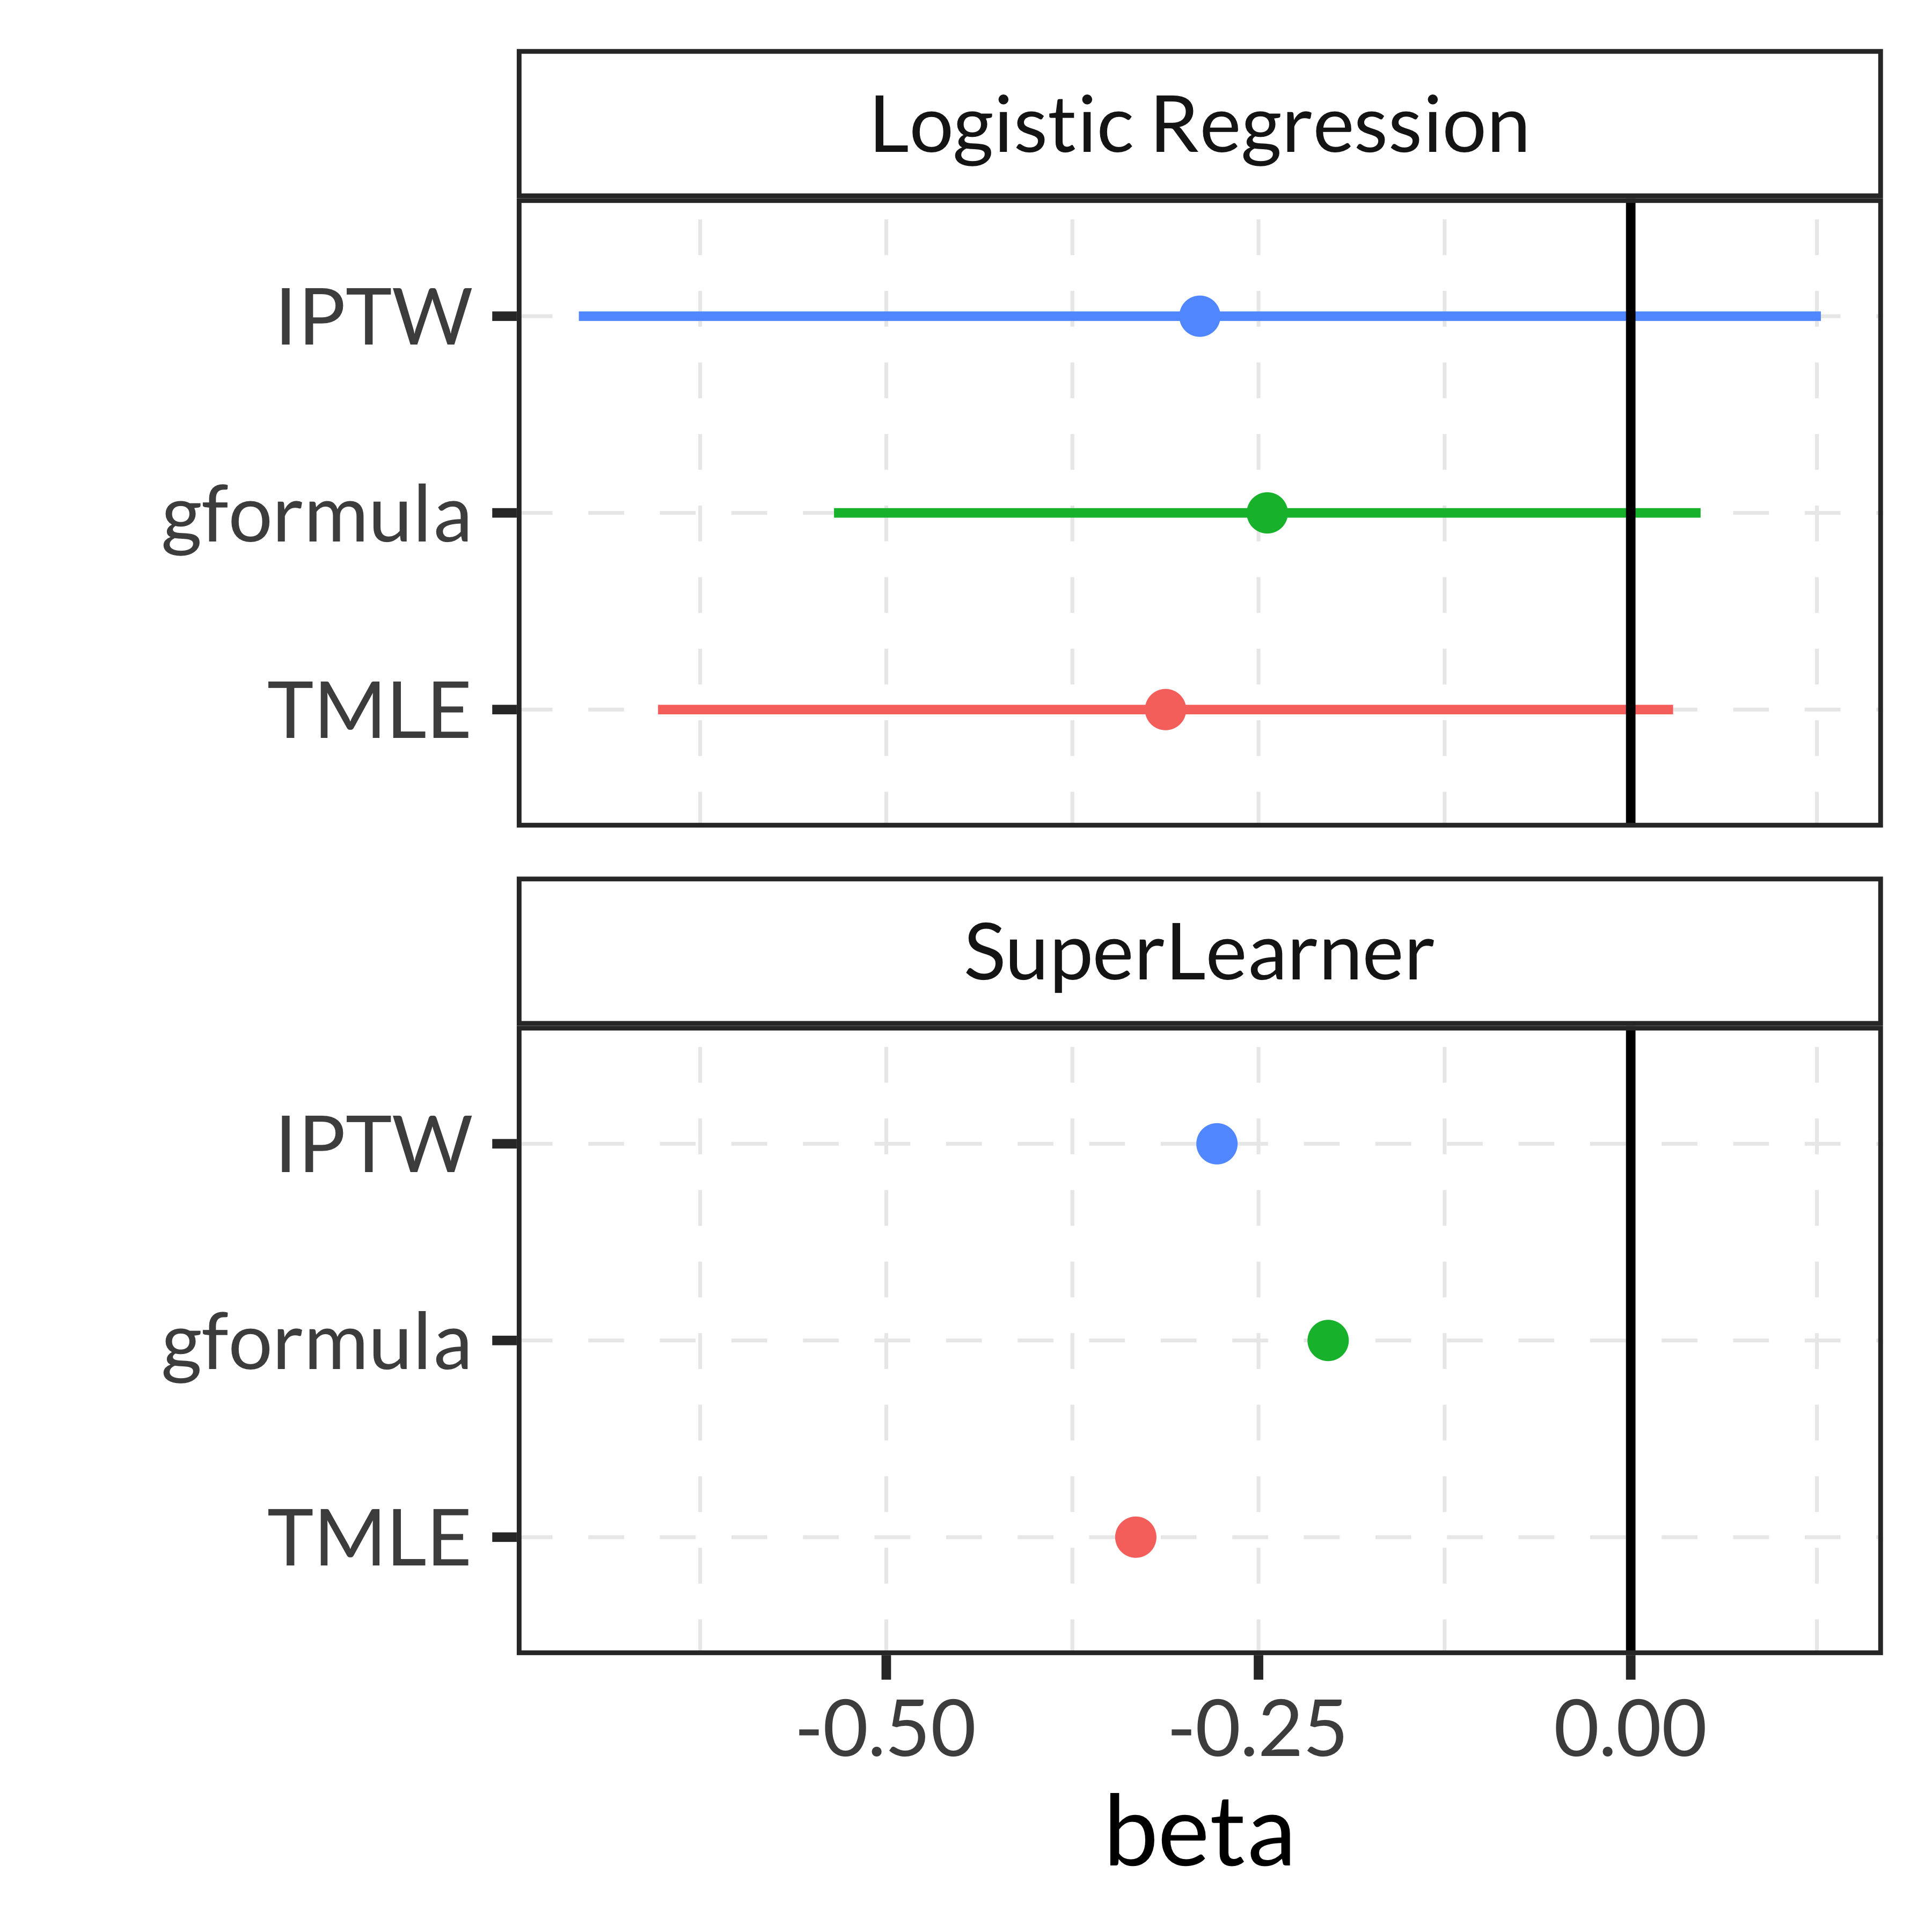 Logistic Regression
IPTW
gformula
TMLE
SuperLearner
IPTW
gformula
TMLE
-0.50 -0.25 0.00
beta